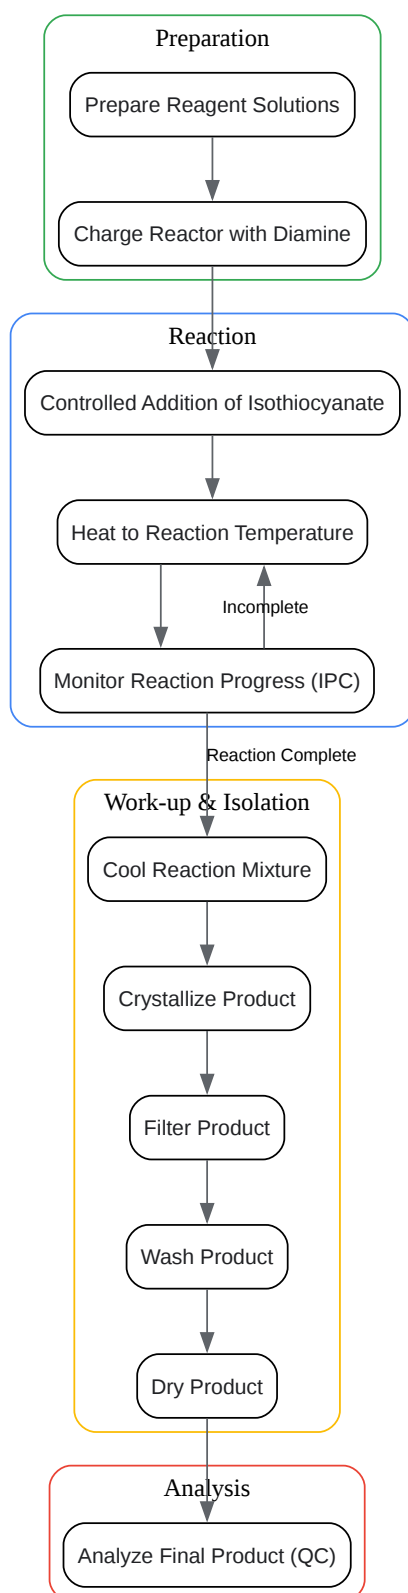 Preparation
Prepare Reagent Solutions
Charge Reactor with Diamine
Reaction
Controlled Addition of Isothiocyanate
Heat to Reaction Temperature
Incomplete
Monitor Reaction Progress (IPC)
Reaction Complete
Work-up & Isolation
Cool Reaction Mixture
Crystallize Product
Filter Product
Wash Product
Dry Product
Analysis
Analyze Final Product (QC)